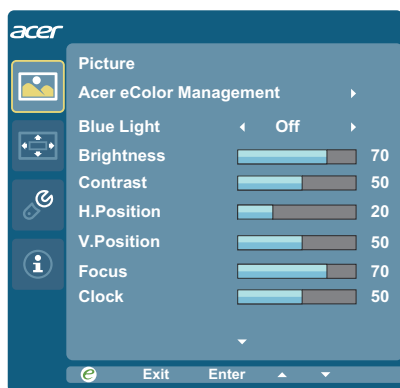 acer
Picture
Acer eColor Management
Blue Light Off
Brightness 70
Contrast 50
H.Position 20
V.Position 50
Focus 70
Clock 50
e Exit Enter